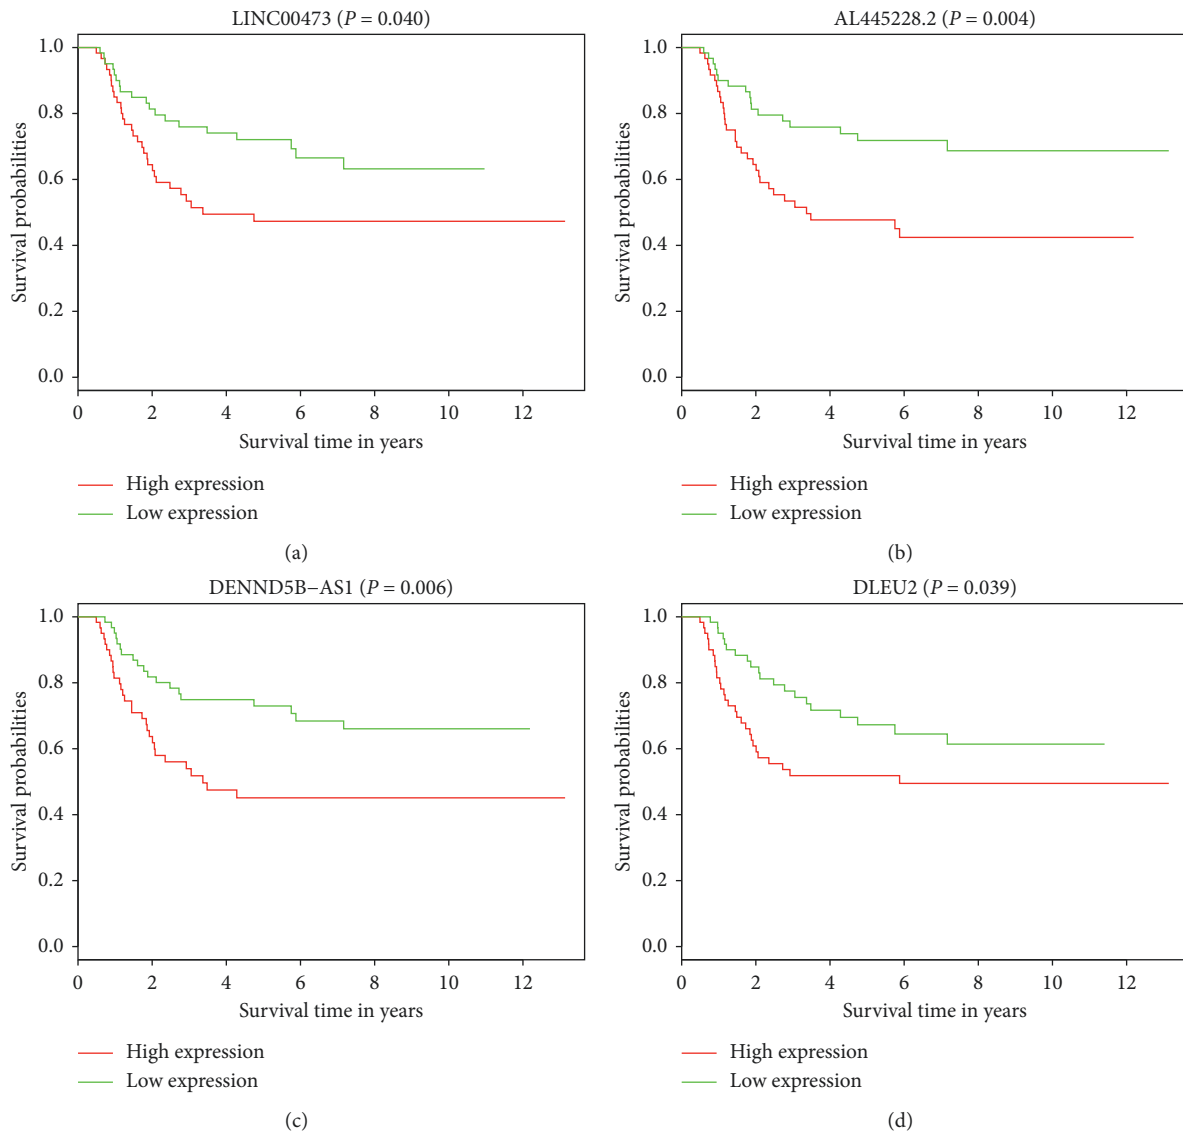 LINC00473 (P = 0.040)
Survival probabilities
1.0
0.8
0.6
0.4
0.2
0.0
0 2 4 6 8 10 12
Survival time in years
High expression
Low expression
(a)
AL445228.2 (P = 0.004)
Survival probabilities
1.0
0.8
0.6
0.4
0.2
0.0
0 2 4 6 8 10 12
Survival time in years
High expression
Low expression
(b)
DENND5B−AS1 (P = 0.006)
Survival probabilities
1.0
0.8
0.6
0.4
0.2
0.0
0 2 4 6 8 10 12
Survival time in years
High expression
Low expression
(c)
DLEU2 (P = 0.039)
Survival probabilities
1.0
0.8
0.6
0.4
0.2
0.0
0 2 4 6 8 10 12
Survival time in years
High expression
Low expression
(d)